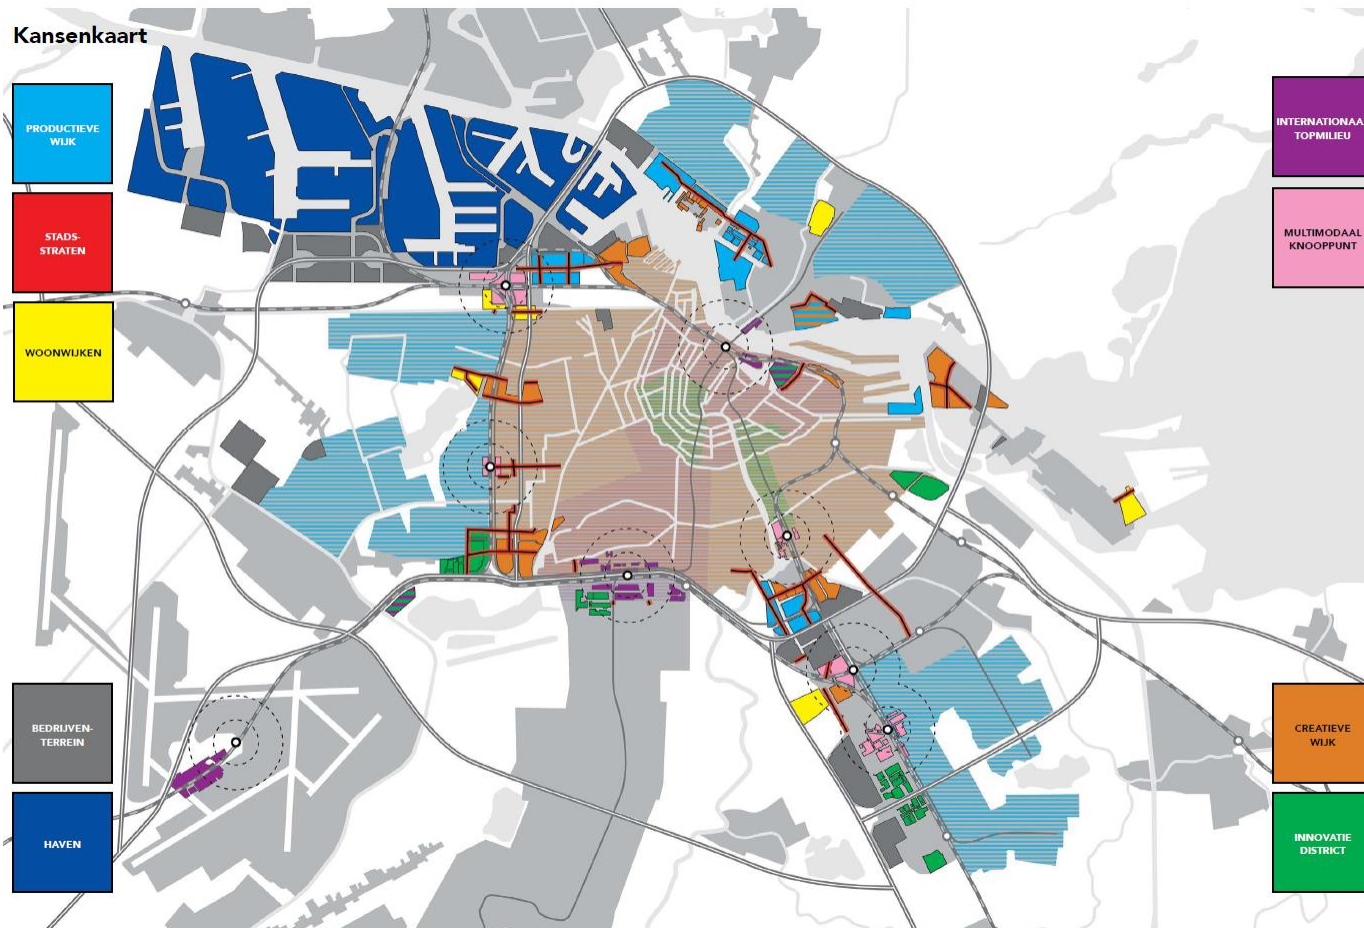 Kansenkaart
PRODUCTIEVE
WIJK
STADS-
STRATEN
WOONWIJKEN
BEDRIJVEN-
TERREIN
HAVEN
INTERNATIONAA
TOPMILIEU
MULTIMODAAL
KNOOPPUNT
CREATIEVE
WIJK
INNOVATIE
DISTRICT